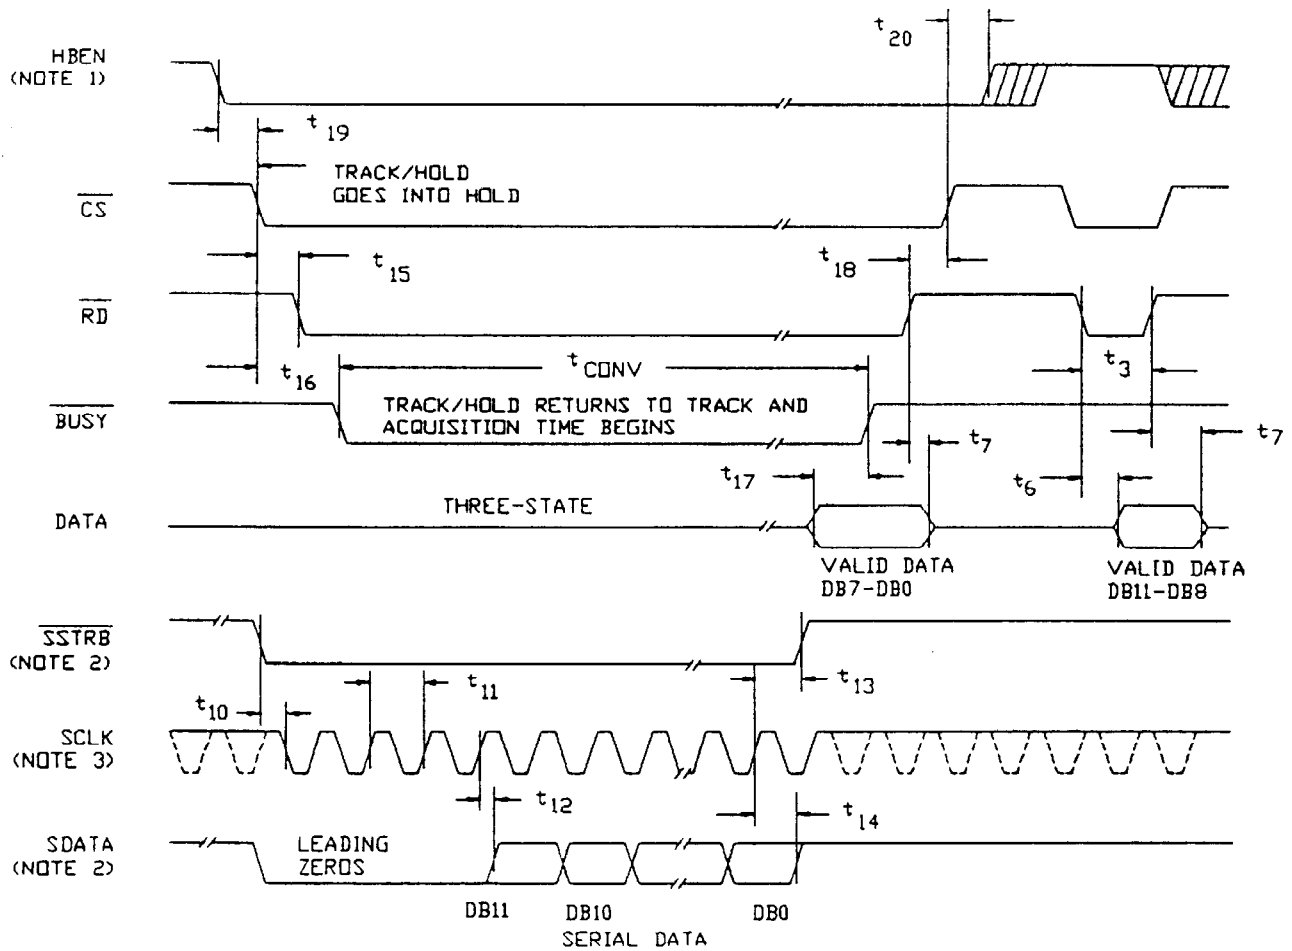 t20
HBEN
(NOTE 1)
t19
TRACK/HOLD
GOES INTO HOLD
CS
t15
t18
RD
t16
tCONV
t3
BUSY
TRACK/HOLD RETURNS TO TRACK AND
ACQUISITION TIME BEGINS
t7
t7
t17
t6
DATA
THREE-STATE
VALID DATA
DB7-DB0
VALID DATA
DB11-DB8
SSTRB
(NOTE 2)
t11
t13
t10
SCLK
(NOTE 3)
t12
t14
SDATA
(NOTE 2)
LEADING
ZEROS
DB11
DB10
DB0
SERIAL DATA